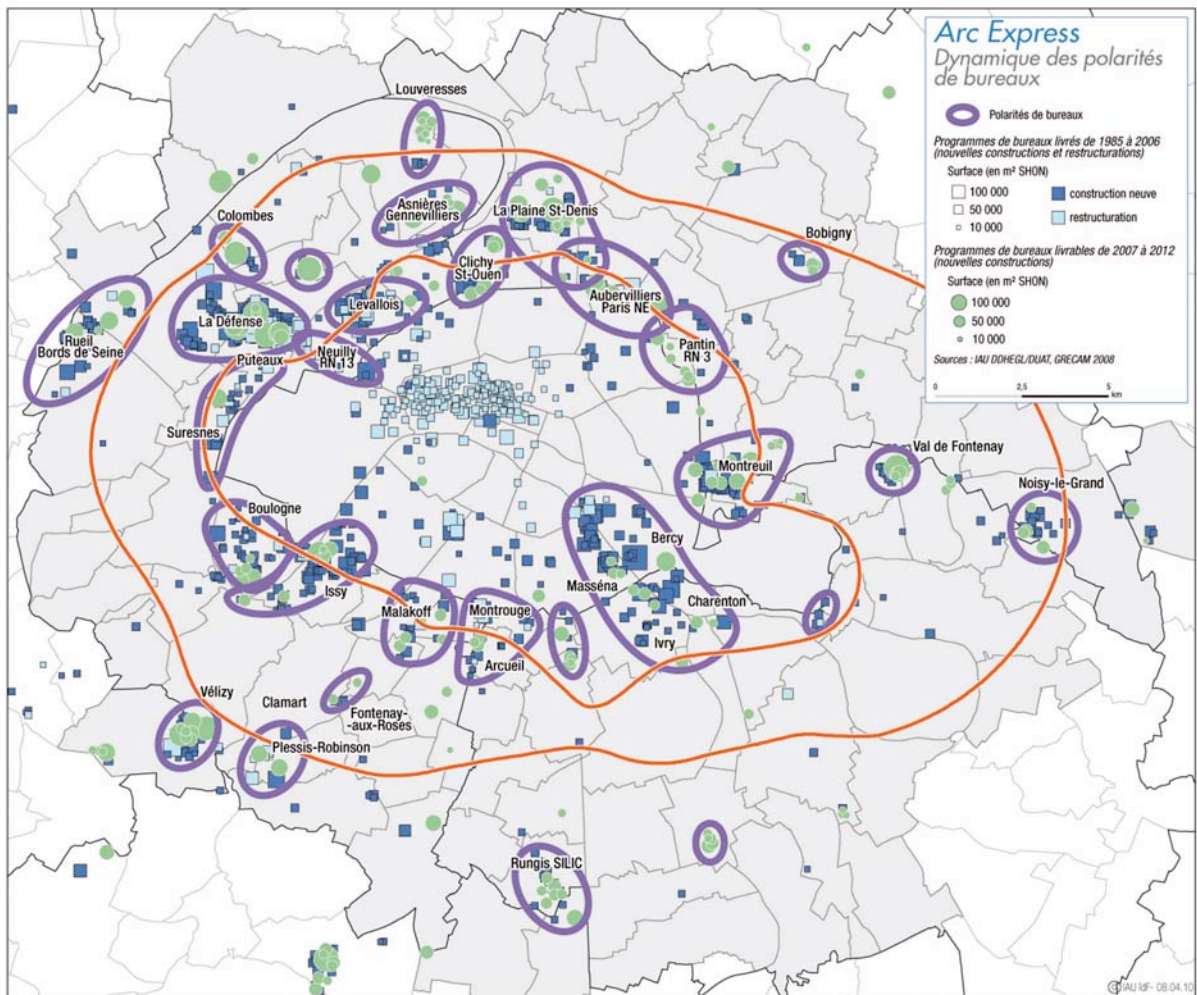 Arc Express
Dynamique des polarités
de bureaux
Polarités de bureaux
Programmes de bureaux livrés de 1985 à 2006
(nouvelles constructions et restructurations)
Surface (en m² SHON)
100 000
50 000
10 000
construction neuve
restructuration
Programmes de bureaux livrables de 2007 à 2012
(nouvelles constructions)
Surface (en m² SHON)
100 000
50 000
10 000
Sources : IAU DDHEGL/DUAT, GRECAM 2008
0 2,5 5
km
Louveresses
Asnières
Gennevilliers
La Plaine St-Denis
Colombes
Bobigny
Clichy
St-Ouen
Levallois
Aubervilliers
Paris NE
La Défense
Rueil
Bords de Seine
Puteaux
Neuilly
RN 13
Pantin
RN 3
Suresnes
Montreuil
Val de Fontenay
Noisy-le-Grand
Boulogne
Bercy
Issy
Masséna
Charenton
Malakoff
Montrouge
Ivry
Arcueil
Vélizy
Clamart
Fontenay-
-aux-Roses
Plessis-Robinson
Rungis SILIC
© IAU îdF- 08.04.10